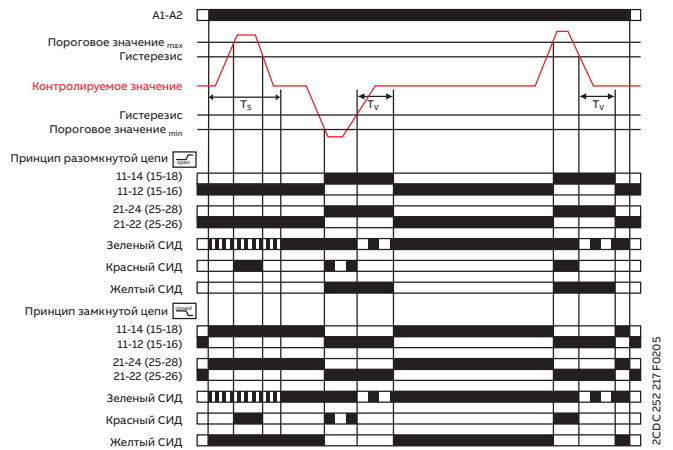 A1-A2
Пороговое значение max
Гистерезис
Контролируемое значение
Ts
Tv
Tv
Гистерезис
Пороговое значение min
Принцип разомкнутой цепи open
11-14 (15-18)
11-12 (15-16)
21-24 (25-28)
21-22 (25-26)
Зеленый СИД
Красный СИД
Желтый СИД
Принцип замкнутой цепи closed
11-14 (15-18)
11-12 (15-16)
21-24 (25-28)
21-22 (25-26)
Зеленый СИД
Красный СИД
Желтый СИД
2CDC 252 217 F0205